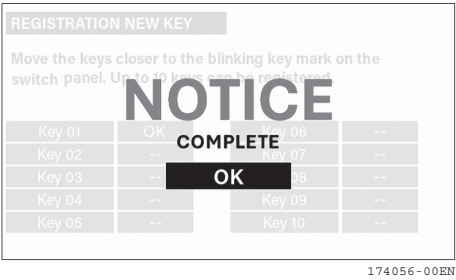 REGISTRATION NEW KEY
Move the keys closer to the blinking key mark on the
switch panel. Up to 10 keys can be registered.
NOTICE
COMPLETE
OK
Key 01 OK Key 06 --
Key 02 -- Key 07 --
Key 03 -- 08 --
Key 04 -- Key 09 --
Key 05 -- Key 10 --
174056-00EN